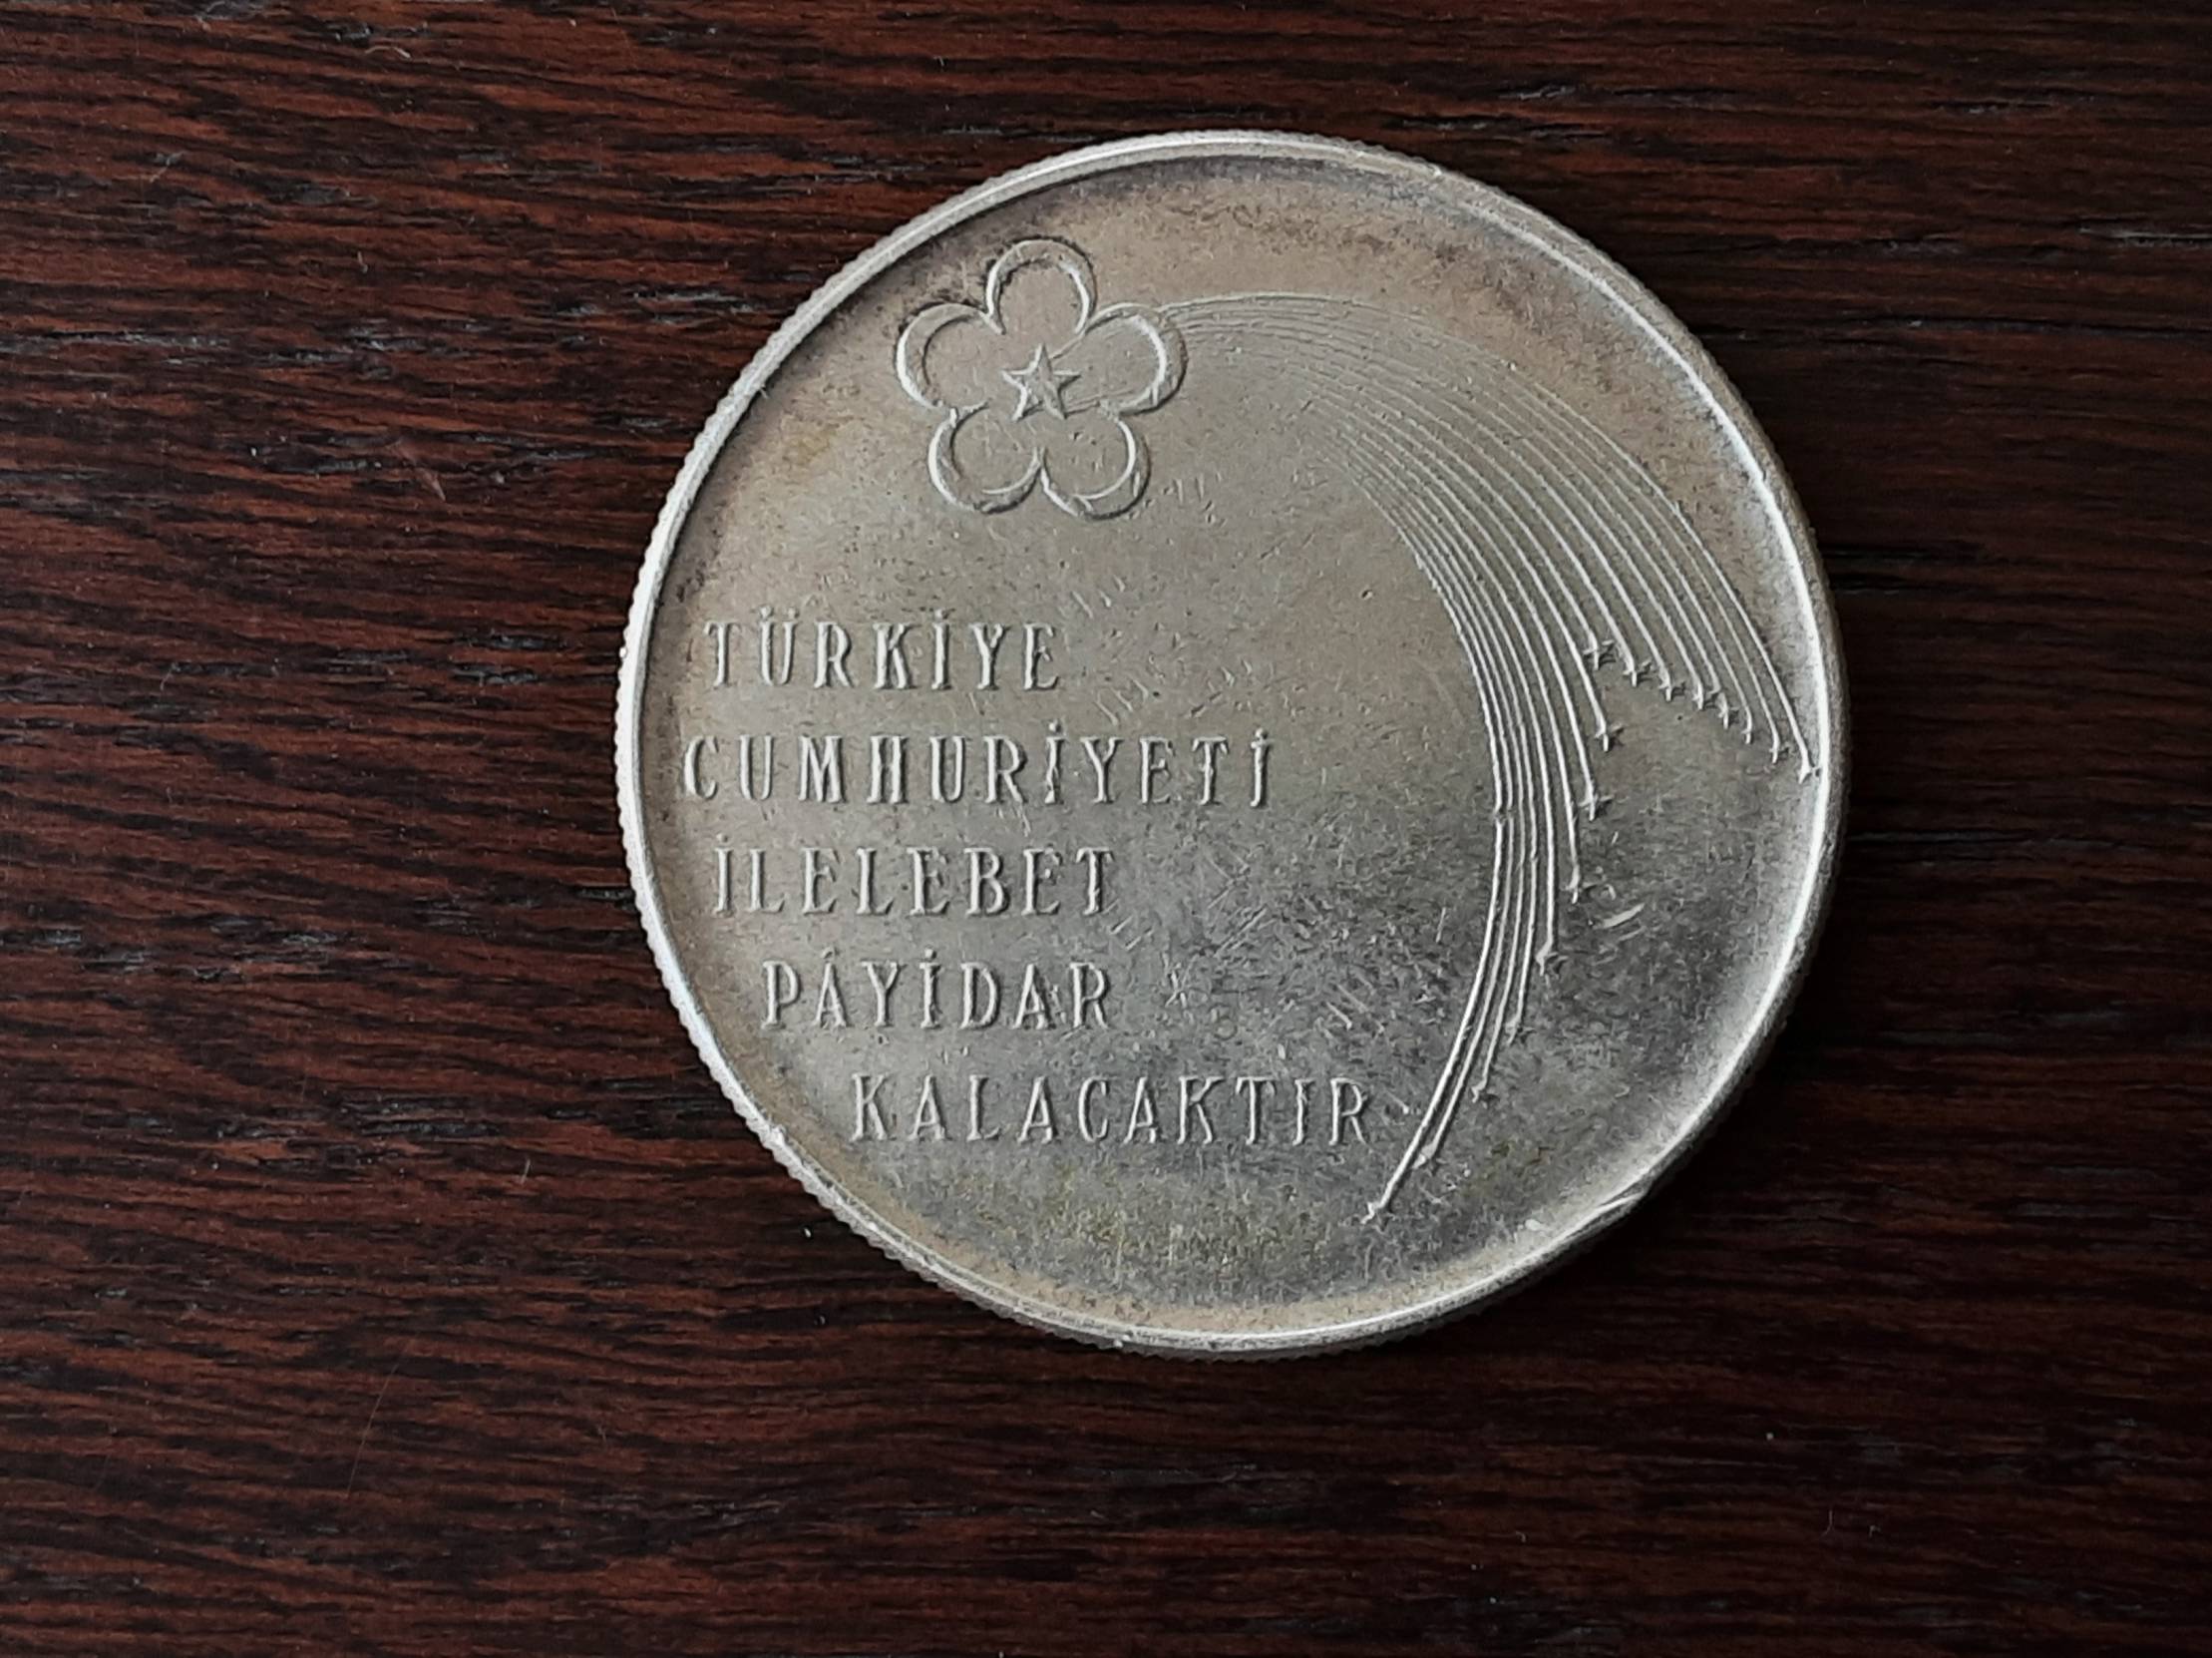 TÜRKİYE
CUMHURİYETİ
İLELEBET
PÂYİDAR
KALACAKTIR